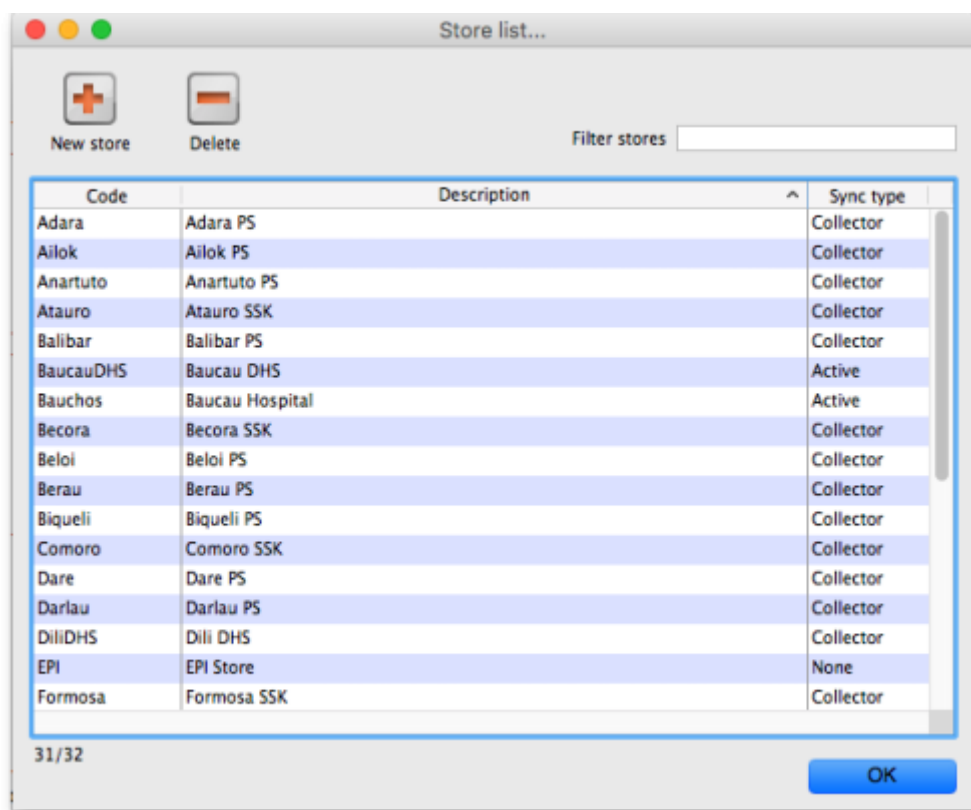 Store list...
New store Delete Filter stores
Code Description Sync type
Adara Adara PS Collector
Ailok Ailok PS Collector
Anartuto Anartuto PS Collector
Atauro Atauro SSK Collector
Balibar Balibar PS Collector
BaucauDHS Baucau DHS Active
Bauchos Baucau Hospital Active
Becora Becora SSK Collector
Beloi Beloi PS Collector
Berau Berau PS Collector
Biqueli Biqueli PS Collector
Comoro Comoro SSK Collector
Dare Dare PS Collector
Darlau Darlau PS Collector
DiliDHS Dili DHS Collector
EPI EPI Store None
Formosa Formosa SSK Collector
31/32
OK